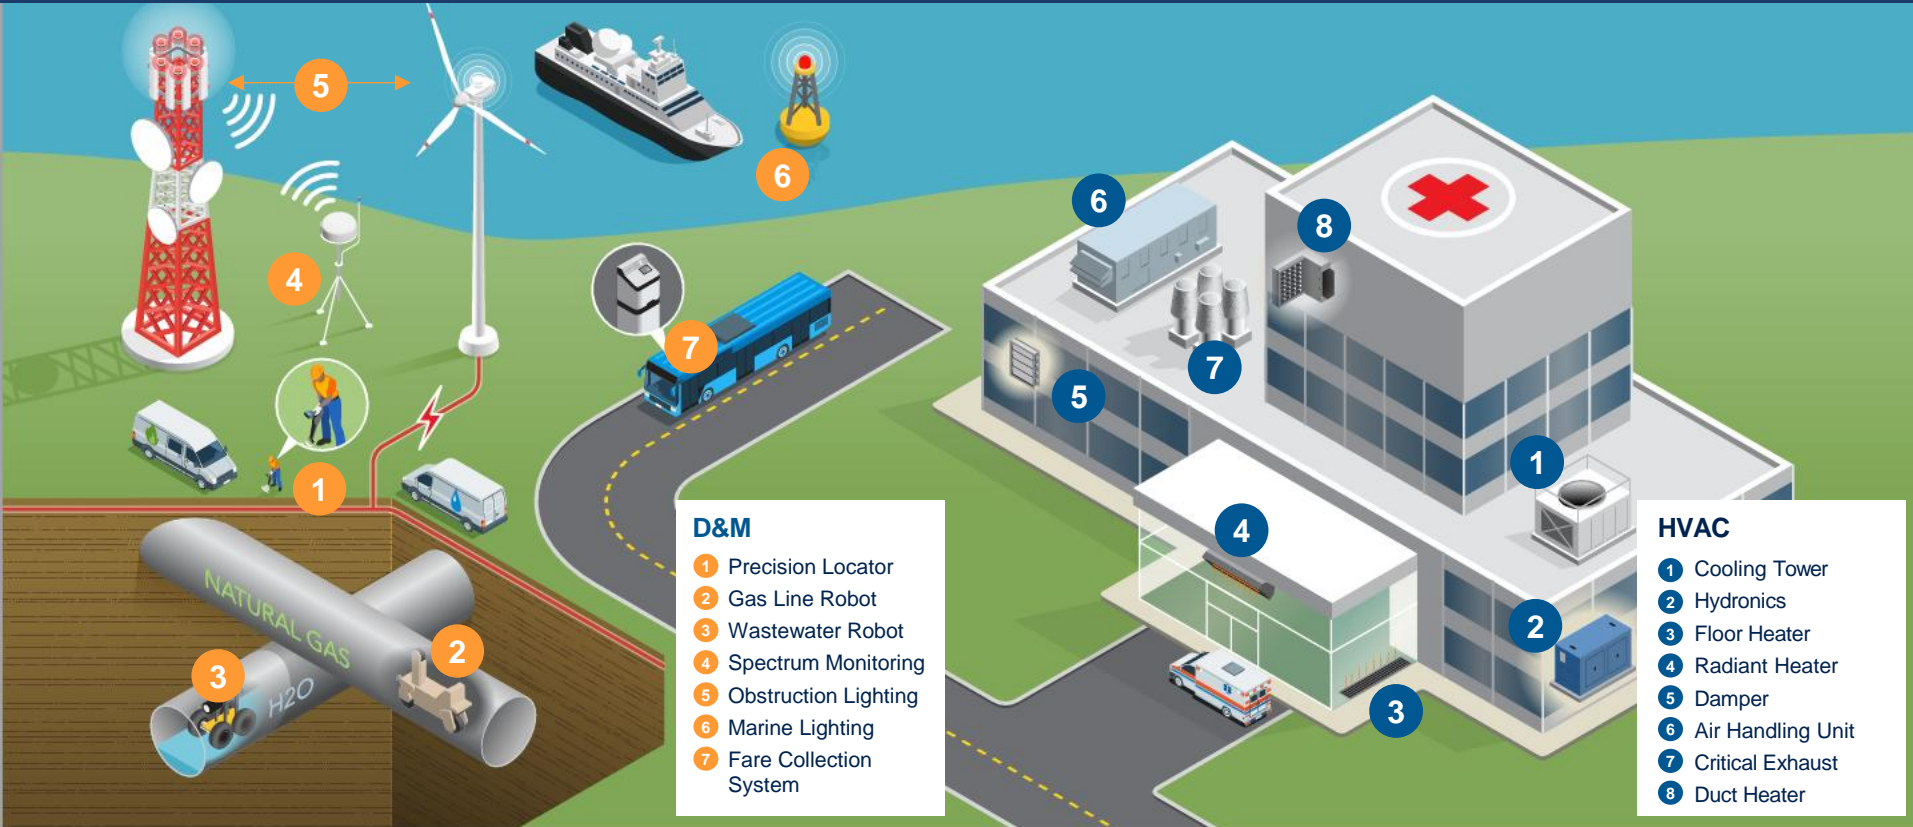 5
6
4
7
1
NATURAL GAS
H2O
2
3
6
8
5
7
1
4
2
3
D&M
1 Precision Locator
2 Gas Line Robot
3 Wastewater Robot
4 Spectrum Monitoring
5 Obstruction Lighting
6 Marine Lighting
7 Fare Collection
System
HVAC
1 Cooling Tower
2 Hydronics
3 Floor Heater
4 Radiant Heater
5 Damper
6 Air Handling Unit
7 Critical Exhaust
8 Duct Heater